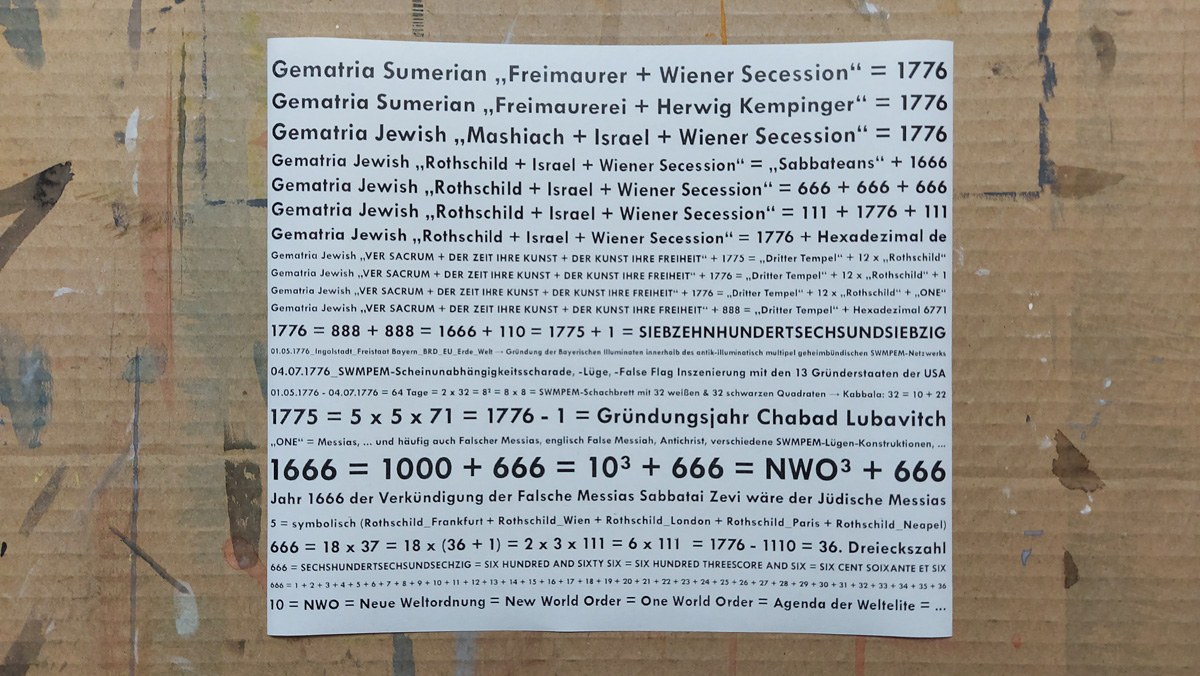 Gematria Sumerian „Freimaurer + Wiener Secession“ = 1776
Gematria Sumerian „Freimaurerei + Herwig Kempinger“ = 1776
Gematria Jewish „Mashiach + Israel + Wiener Secession“ = 1776
Gematria Jewish „Rothschild + Israel + Wiener Secession“ = „Sabbateans“ + 1666
Gematria Jewish „Rothschild + Israel + Wiener Secession“ = 666 + 666 + 666
Gematria Jewish „Rothschild + Israel + Wiener Secession“ = 111 + 1776 + 111
Gematria Jewish „Rothschild + Israel + Wiener Secession“ = 1776 + Hexadezimal de
Gematria Jewish „VER SACRUM + DER ZEIT IHRE KUNST + DER KUNST IHRE FREIHEIT“ + 1775 = „Dritter Tempel“ + 12 x „Rothschild“
Gematria Jewish „VER SACRUM + DER ZEIT IHRE KUNST + DER KUNST IHRE FREIHEIT“ + 1776 = „Dritter Tempel“ + 12 x „Rothschild“ + 1
Gematria Jewish „VER SACRUM + DER ZEIT IHRE KUNST + DER KUNST IHRE FREIHEIT“ + 1776 = „Dritter Tempel“ + 12 x „Rothschild“ + „ONE“
Gematria Jewish „VER SACRUM + DER ZEIT IHRE KUNST + DER KUNST IHRE FREIHEIT“ + 888 = „Dritter Tempel“ + Hexadezimal 6771
1776 = 888 + 888 = 1666 + 110 = 1775 + 1 = SIEBZEHNHUNDERTSECHSUNDSIEBZIG
01.05.1776_Ingolstadt_Freistaat Bayern_BRD_EU_Erde_Welt → Gründung der Bayerischen Illuminaten innerhalb des antik-illuminatisch multipel geheimbündischen SWMPEM-Netzwerks
04.07.1776_SWMPEM-Scheinunabhängigkeitsscharade, -Lüge, -False Flag Inszenierung mit den 13 Gründerstaaten der USA
01.05.1776 - 04.07.1776 = 64 Tage = 2 x 32 = 8² = 8 x 8 = SWMPEM-Schachbrett mit 32 weißen & 32 schwarzen Quadraten → Kabbala: 32 = 10 + 22
1775 = 5 x 5 x 71 = 1776 - 1 = Gründungsjahr Chabad Lubavitch
„ONE“ = Messias, ... und häufig auch Falscher Messias, englisch False Messiah, Antichrist, verschiedene SWMPEM-Lügen-Konstruktionen, ...
1666 = 1000 + 666 = 10³ + 666 = NWO³ + 666
Jahr 1666 der Verkündigung der Falsche Messias Sabbatai Zevi wäre der Jüdische Messias
5 = symbolisch (Rothschild_Frankfurt + Rothschild_Wien + Rothschild_London + Rothschild_Paris + Rothschild_Neapel)
666 = 18 x 37 = 18 x (36 + 1) = 2 x 3 x 111 = 6 x 111 = 1776 - 1110 = 36. Dreieckszahl
666 = SECHSHUNDERTSECHSUNDSECHZIG = SIX HUNDRED AND SIXTY SIX = SIX HUNDRED THREESCORE AND SIX = SIX CENT SOIXANTE ET SIX
666 = 1 + 2 + 3 + 4 + 5 + 6 + 7 + 8 + 9 + 10 + 11 + 12 + 13 + 14 + 15 + 16 + 17 + 18 + 19 + 20 + 21 + 22 + 23 + 24 + 25 + 26 + 27 + 28 + 29 + 30 + 31 + 32 + 33 + 34 + 35 + 36
10 = NWO = Neue Weltordnung = New World Order = One World Order = Agenda der Weltelite = ...